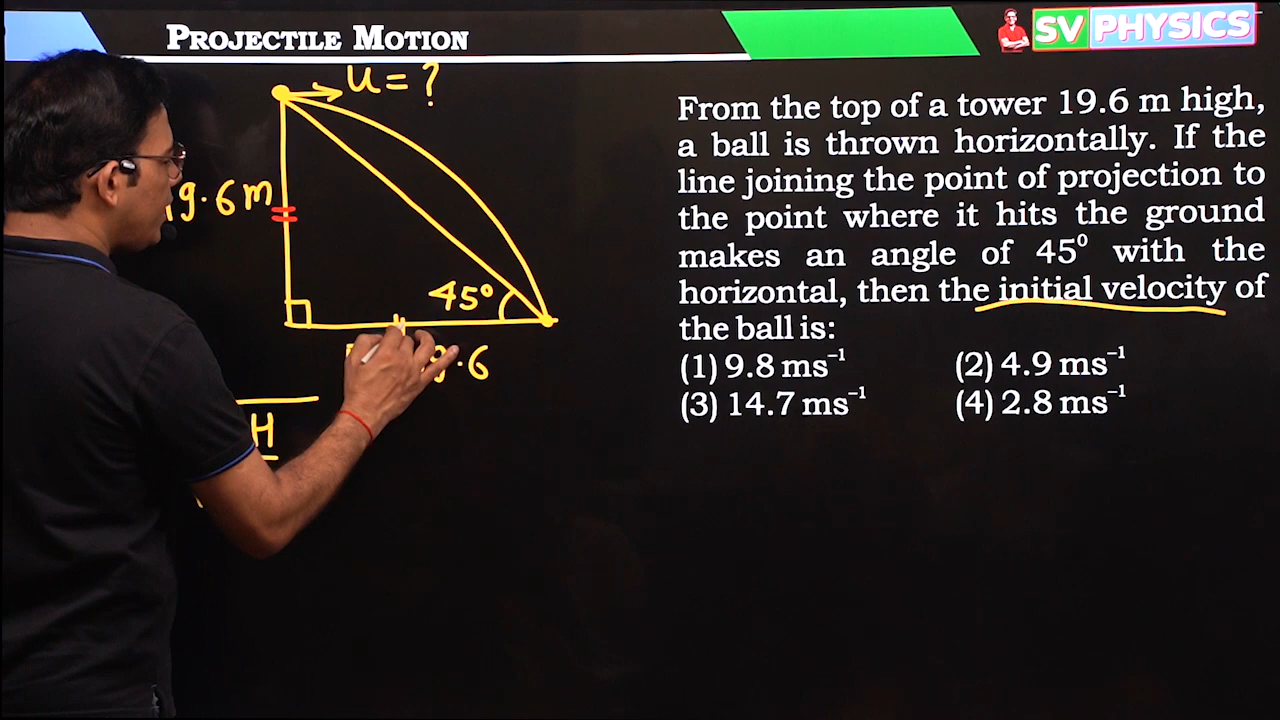 PROJECTILE MOTION
SV PHYSICS
u = ?
9.6 m
45⁰
9.6
H
From the top of a tower 19.6 m high,
a ball is thrown horizontally. If the
line joining the point of projection to
the point where it hits the ground
makes an angle of 45⁰ with the
horizontal, then the initial velocity of
the ball is:
(1) 9.8 ms⁻¹ (2) 4.9 ms⁻¹
(3) 14.7 ms⁻¹ (4) 2.8 ms⁻¹